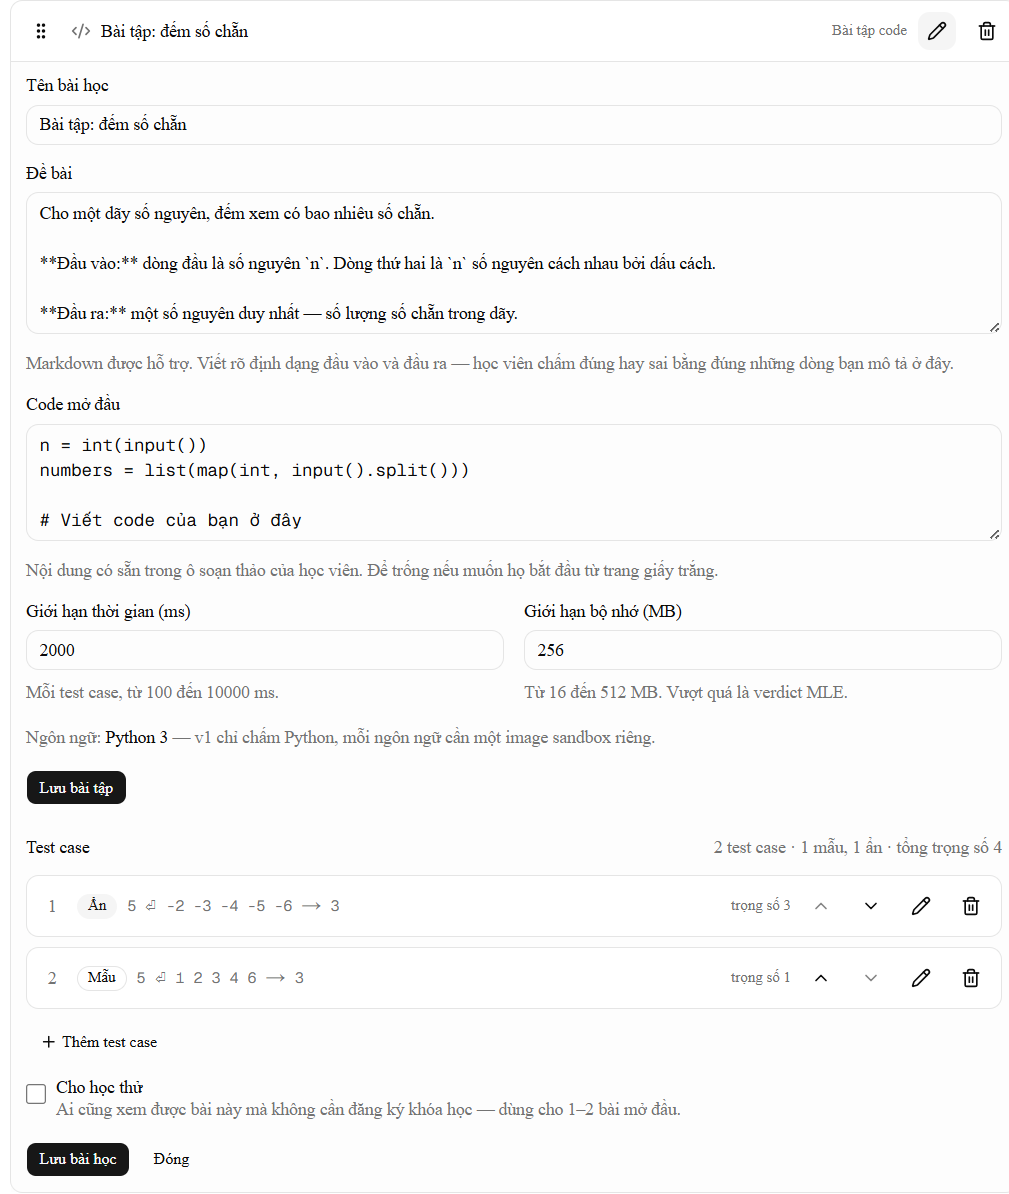 Bài tập: đếm số chẵn
Bài tập code
Tên bài học
Bài tập: đếm số chẵn
Đề bài
Cho một dãy số nguyên, đếm xem có bao nhiêu số chẵn.
**Đầu vào:** dòng đầu là số nguyên `n`. Dòng thứ hai là `n` số nguyên cách nhau bởi dấu cách.
**Đầu ra:** một số nguyên duy nhất — số lượng số chẵn trong dãy.
Markdown được hỗ trợ. Viết rõ định dạng đầu vào và đầu ra — học viên chấm đúng hay sai bằng đúng những dòng bạn mô tả ở đây.
Code mở đầu
n = int(input())
numbers = list(map(int, input().split()))
# Viết code của bạn ở đây
Nội dung có sẵn trong ô soạn thảo của học viên. Để trống nếu muốn họ bắt đầu từ trang giấy trắng.
Giới hạn thời gian (ms)
Giới hạn bộ nhớ (MB)
2000
256
Mỗi test case, từ 100 đến 10000 ms.
Từ 16 đến 512 MB. Vượt quá là verdict MLE.
Ngôn ngữ: Python 3 — v1 chỉ chấm Python, mỗi ngôn ngữ cần một image sandbox riêng.
Lưu bài tập
Test case
2 test case · 1 mẫu, 1 ẩn · tổng trọng số 4
1 Ẩn 5 ⏎ -2 -3 -4 -5 -6 → 3
trọng số 3
2 Mẫu 5 ⏎ 1 2 3 4 6 → 3
trọng số 1
+ Thêm test case
Cho học thử
Ai cũng xem được bài này mà không cần đăng ký khóa học — dùng cho 1–2 bài mở đầu.
Lưu bài học
Đóng